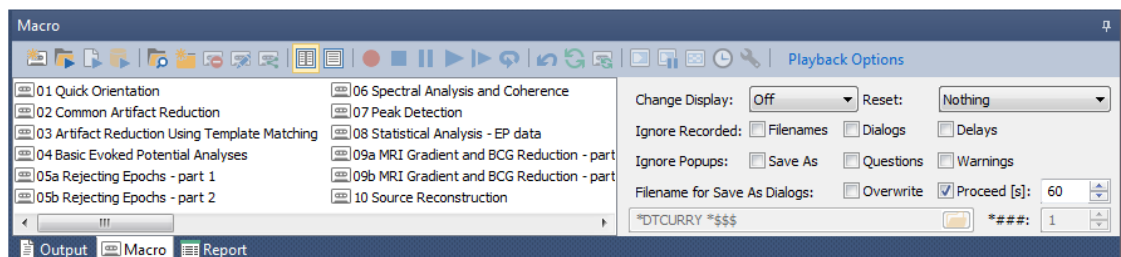 Macro
Playback Options
01 Quick Orientation
02 Common Artifact Reduction
03 Artifact Reduction Using Template Matching
04 Basic Evoked Potential Analyses
05a Rejecting Epochs - part 1
05b Rejecting Epochs - part 2
06 Spectral Analysis and Coherence
07 Peak Detection
08 Statistical Analysis - EP data
09a MRI Gradient and BCG Reduction - part
09b MRI Gradient and BCG Reduction - part
10 Source Reconstruction
Change Display: Off Reset: Nothing
Ignore Recorded: Filenames Dialogs Delays
Ignore Popups: Save As Questions Warnings
Filename for Save As Dialogs: Overwrite Proceed [s]: 60
*DTCURRY *$$$ *###: 1
Output Macro Report